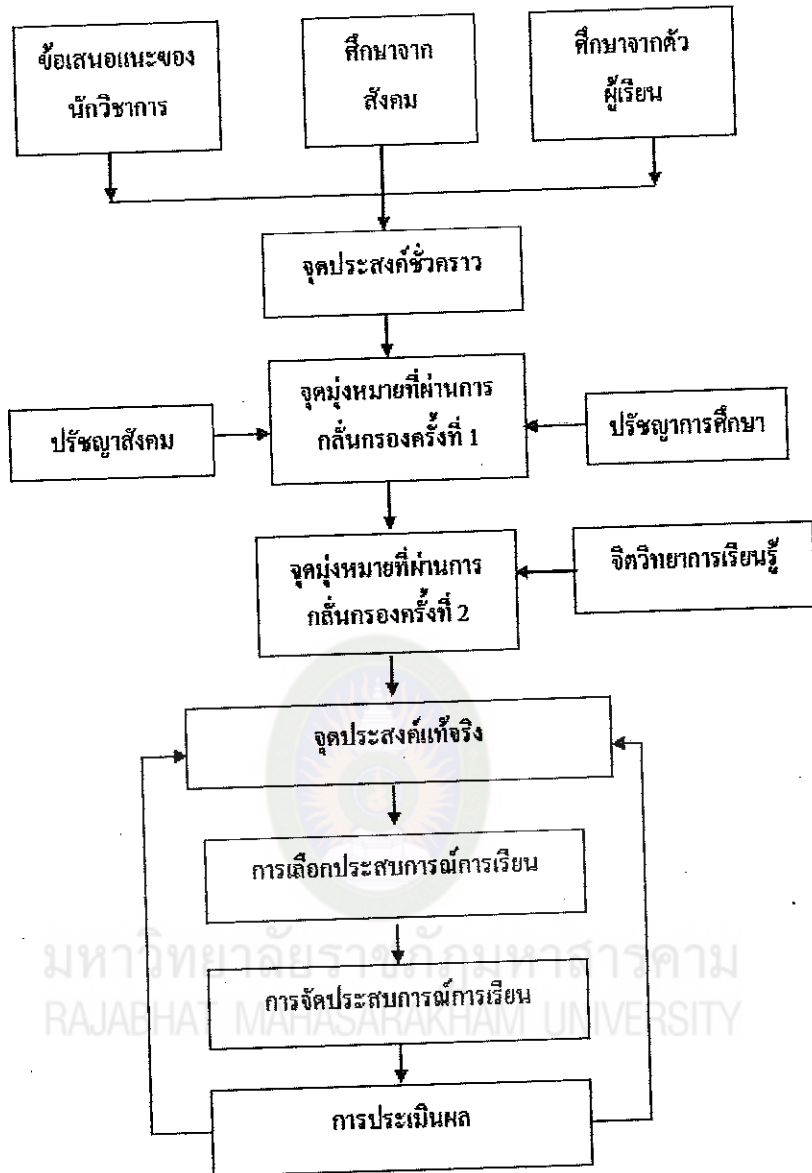 ข้อเสนอแนะของ
นักวิชาการ
ศึกษาจาก
สังคม
ศึกษาจากตัว
ผู้เรียน
จุดประสงค์ชั่วคราว
จุดมุ่งหมายที่ผ่านการ
กลั่นกรองครั้งที่ 1
ปรัชญาสังคม
ปรัชญาการศึกษา
จุดมุ่งหมายที่ผ่านการ
กลั่นกรองครั้งที่ 2
จิตวิทยาการเรียนรู้
จุดประสงค์แท้จริง
การเลือกประสบการณ์การเรียน
มหาวิทยาลัยราชภัฏมหาสารคาม
การจัดประสบการณ์การเรียน
RAJABHAT MAHASARAKHAM UNIVERSITY
การประเมินผล